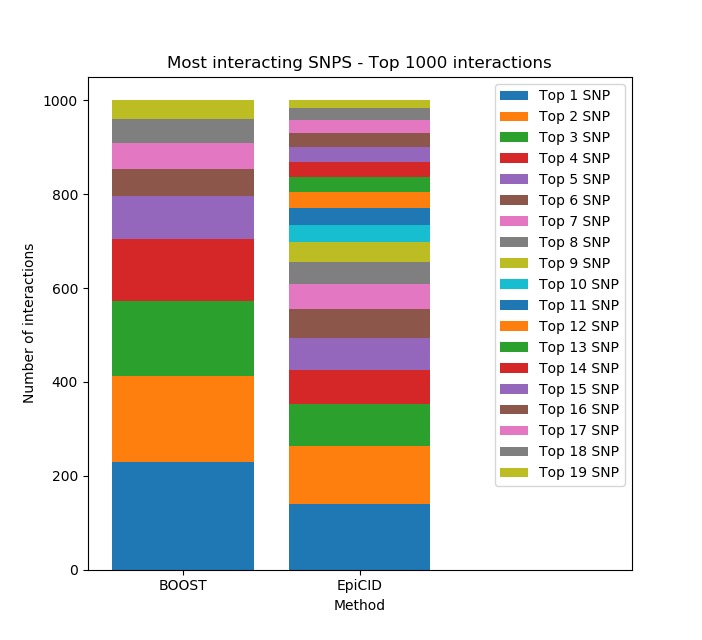 Most interacting SNPS - Top 1000 interactions
1000
800
600
400
200
0
Number of interactions
BOOST
EpiCID
Method
Top 1 SNP
Top 2 SNP
Top 3 SNP
Top 4 SNP
Top 5 SNP
Top 6 SNP
Top 7 SNP
Top 8 SNP
Top 9 SNP
Top 10 SNP
Top 11 SNP
Top 12 SNP
Top 13 SNP
Top 14 SNP
Top 15 SNP
Top 16 SNP
Top 17 SNP
Top 18 SNP
Top 19 SNP